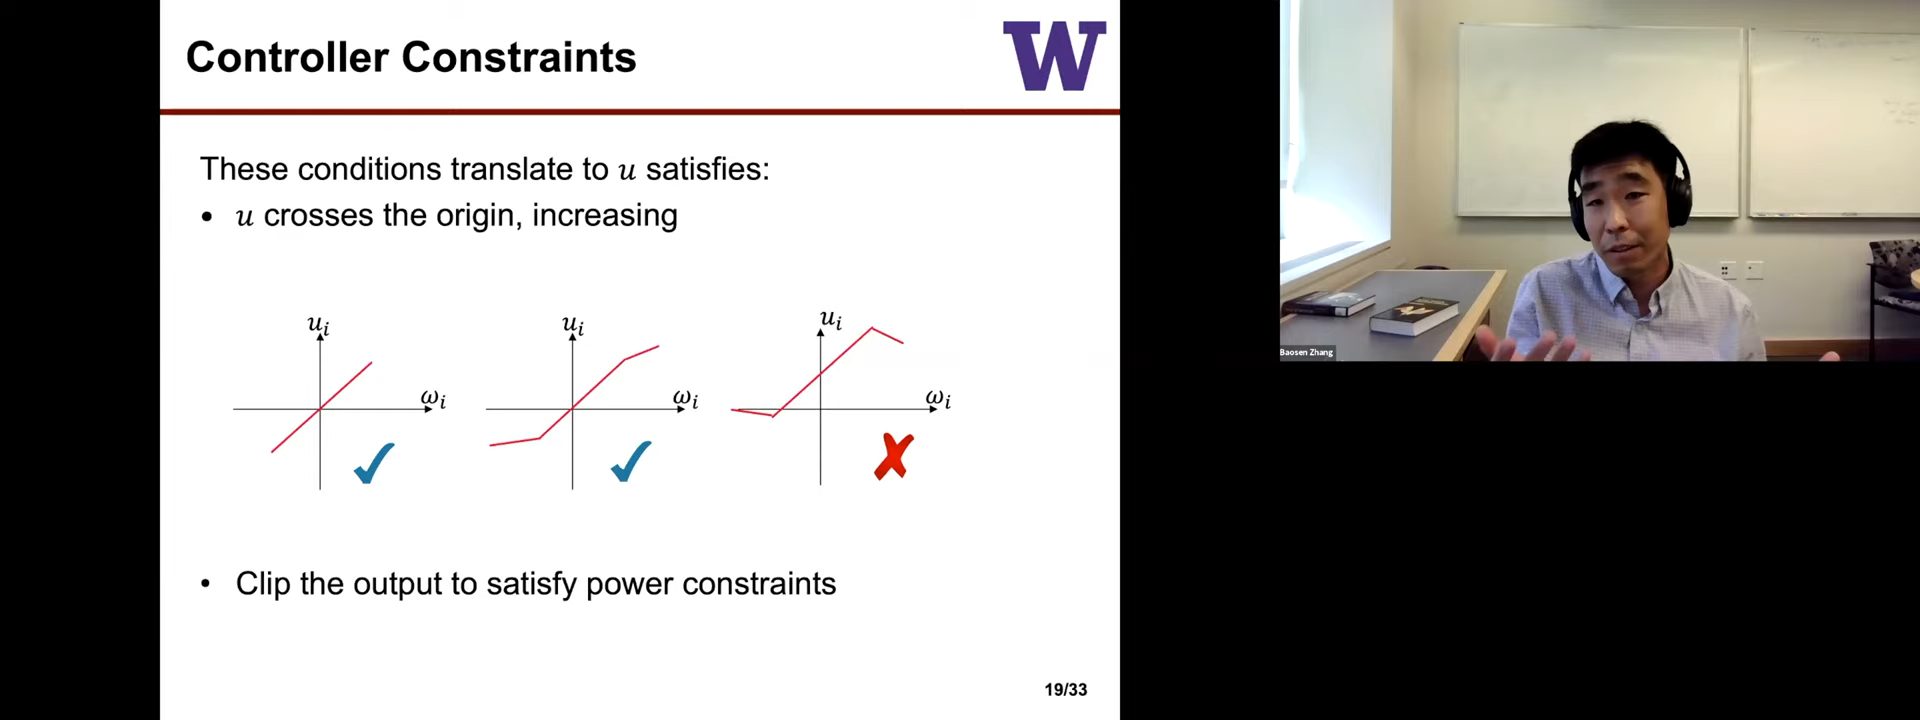 Controller Constraints
W
These conditions translate to u satisfies:
• u crosses the origin, increasing
uᵢ uᵢ uᵢ
ωᵢ ωᵢ ωᵢ
• Clip the output to satisfy power constraints
19/33
Baosen Zhang